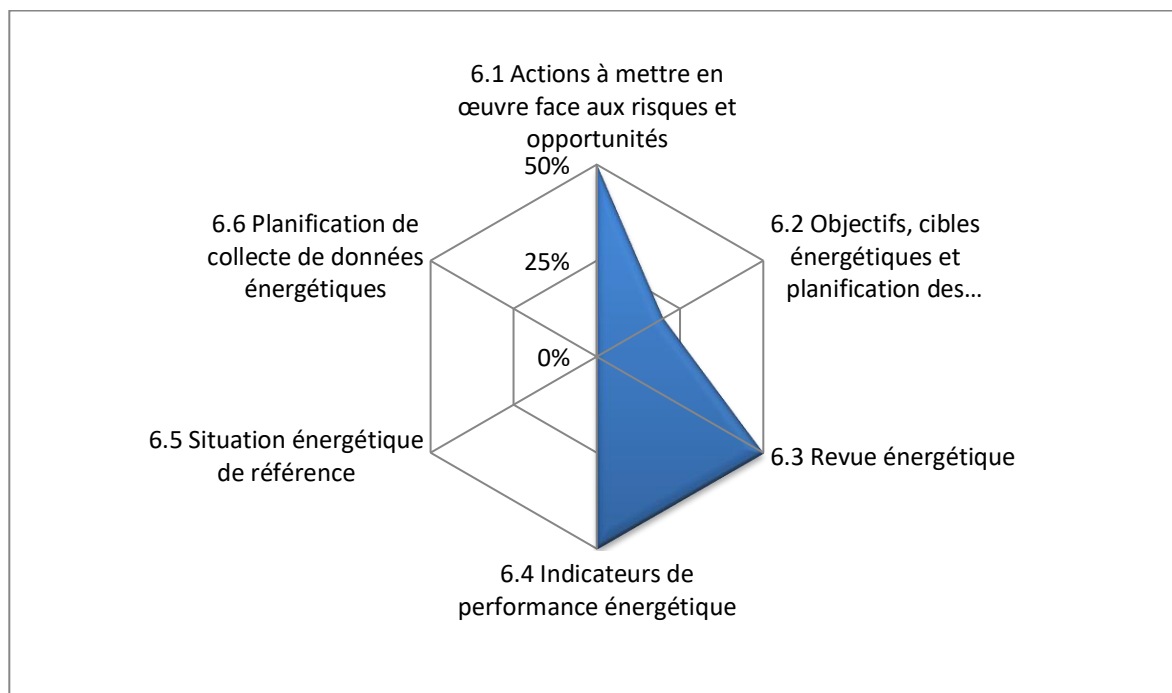 6.1 Actions à mettre en
œuvre face aux risques et
opportunités
50%
6.6 Planification de
collecte de données
énergétiques
25%
6.2 Objectifs, cibles
énergétiques et
planification des…
0%
6.5 Situation énergétique
de référence
6.3 Revue énergétique
6.4 Indicateurs de
performance énergétique